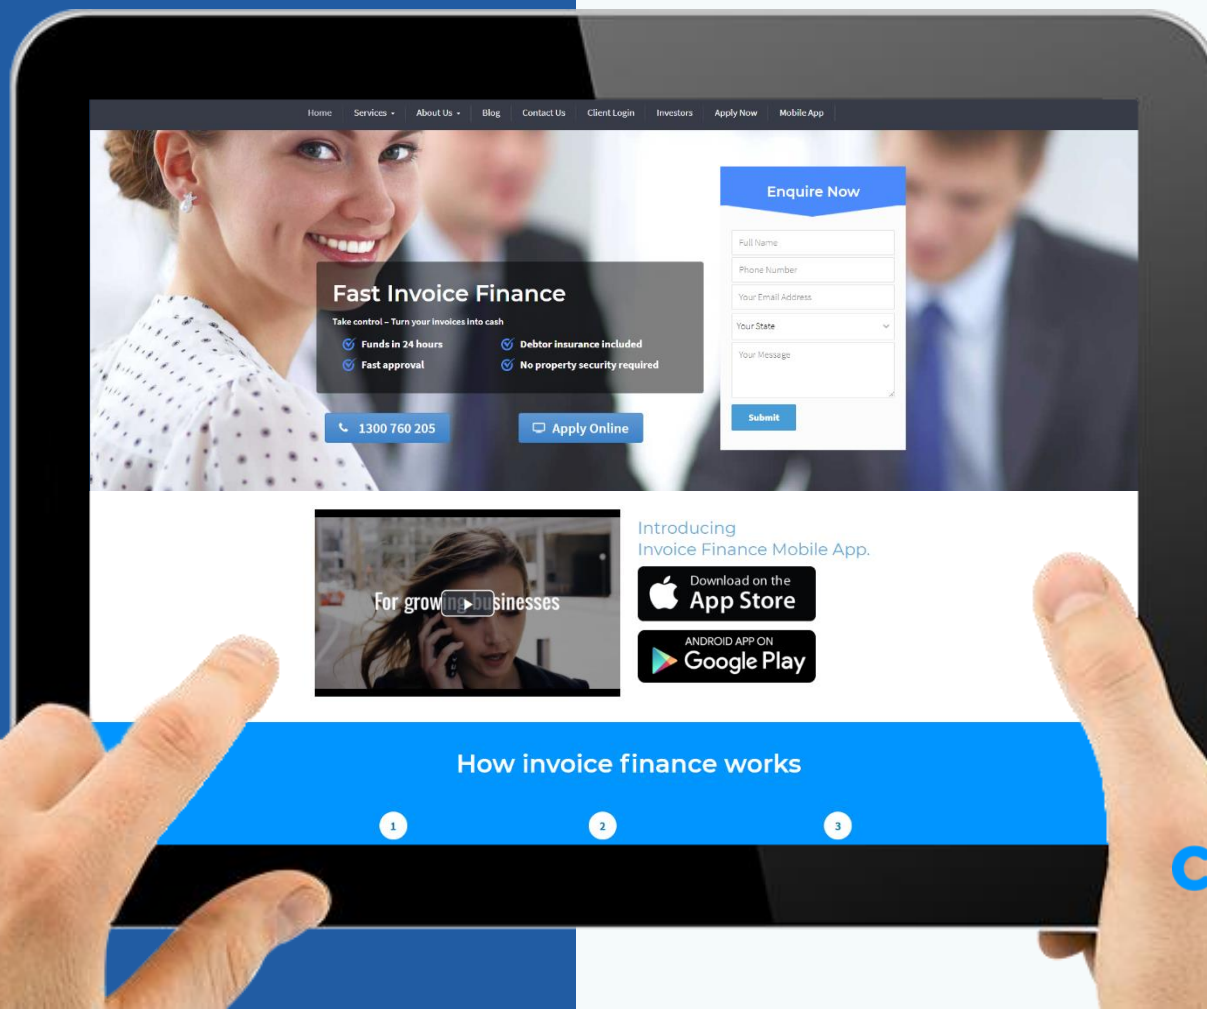 Home Services About Us Blog Contact Us Client Login Investors Apply Now Mobile App
Enquire Now
Full Name
Phone Number
Your Email Address
Your State
Your Message
Submit
Fast Invoice Finance
Take control – Turn your invoices into cash
Funds in 24 hours Debtor insurance included
Fast approval No property security required
1300 760 205 Apply Online
For growing businesses
Introducing
Invoice Finance Mobile App.
Download on the
App Store
ANDROID APP ON
Google Play
How invoice finance works
1 2 3